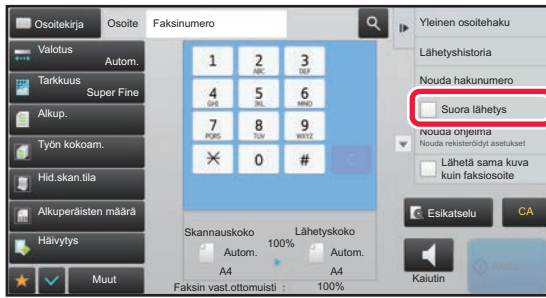 Osoitekirja
Osoite
Faksinumero
Valotus
Autom.
Tarkkuus
Super Fine
Alkup.
Työn kokoam.
Hid.skan.tila
Alkuperäisten määrä
Häivytys
Muut
1
2
ABC
3
DEF
4
GHI
5
JKL
6
MNO
7
PQRS
8
TUV
9
WXYZ
0
#
C
Skannauskoko
Lähetyskoko
100%
Autom.
Autom.
A4
A4
Faksin vast.ottomuisti :
100%
Yleinen osoitehaku
Lähetyshistoria
Nouda hakunumero
Suora lähetys
Nouda ohjelma
Nouda rekisteröidyt asetukset
Lähetä sama kuva
kuin faksiosoite
Esikatselu
CA
Kaiutin